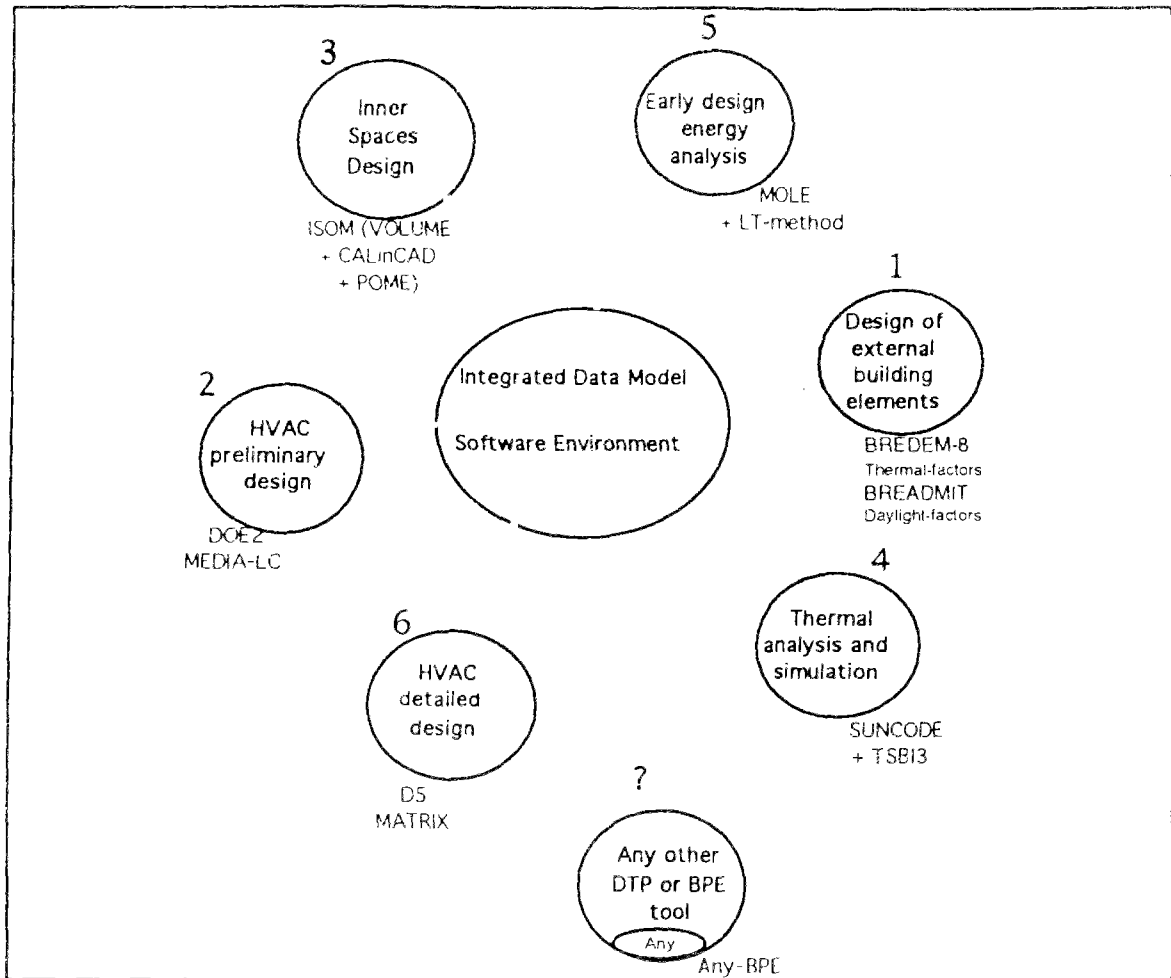 3
Inner
Spaces
Design
ISOM (VOLUME
+ CALinCAD
+ POME)
5
Early design
energy
analysis
MOLE
+ LT-method
1
Design of
external
building
elements
BREDEM-8
Thermal-factors
BREADMIT
Daylight-factors
Integrated Data Model
Software Environment
2
HVAC
preliminary
design
DOE2
MEDIA-LC
4
Thermal
analysis and
simulation
SUNCODE
+ TSBI3
6
HVAC
detailed
design
D5
MATRIX
?
Any other
DTP or BPE
tool
Any
Any-BPE